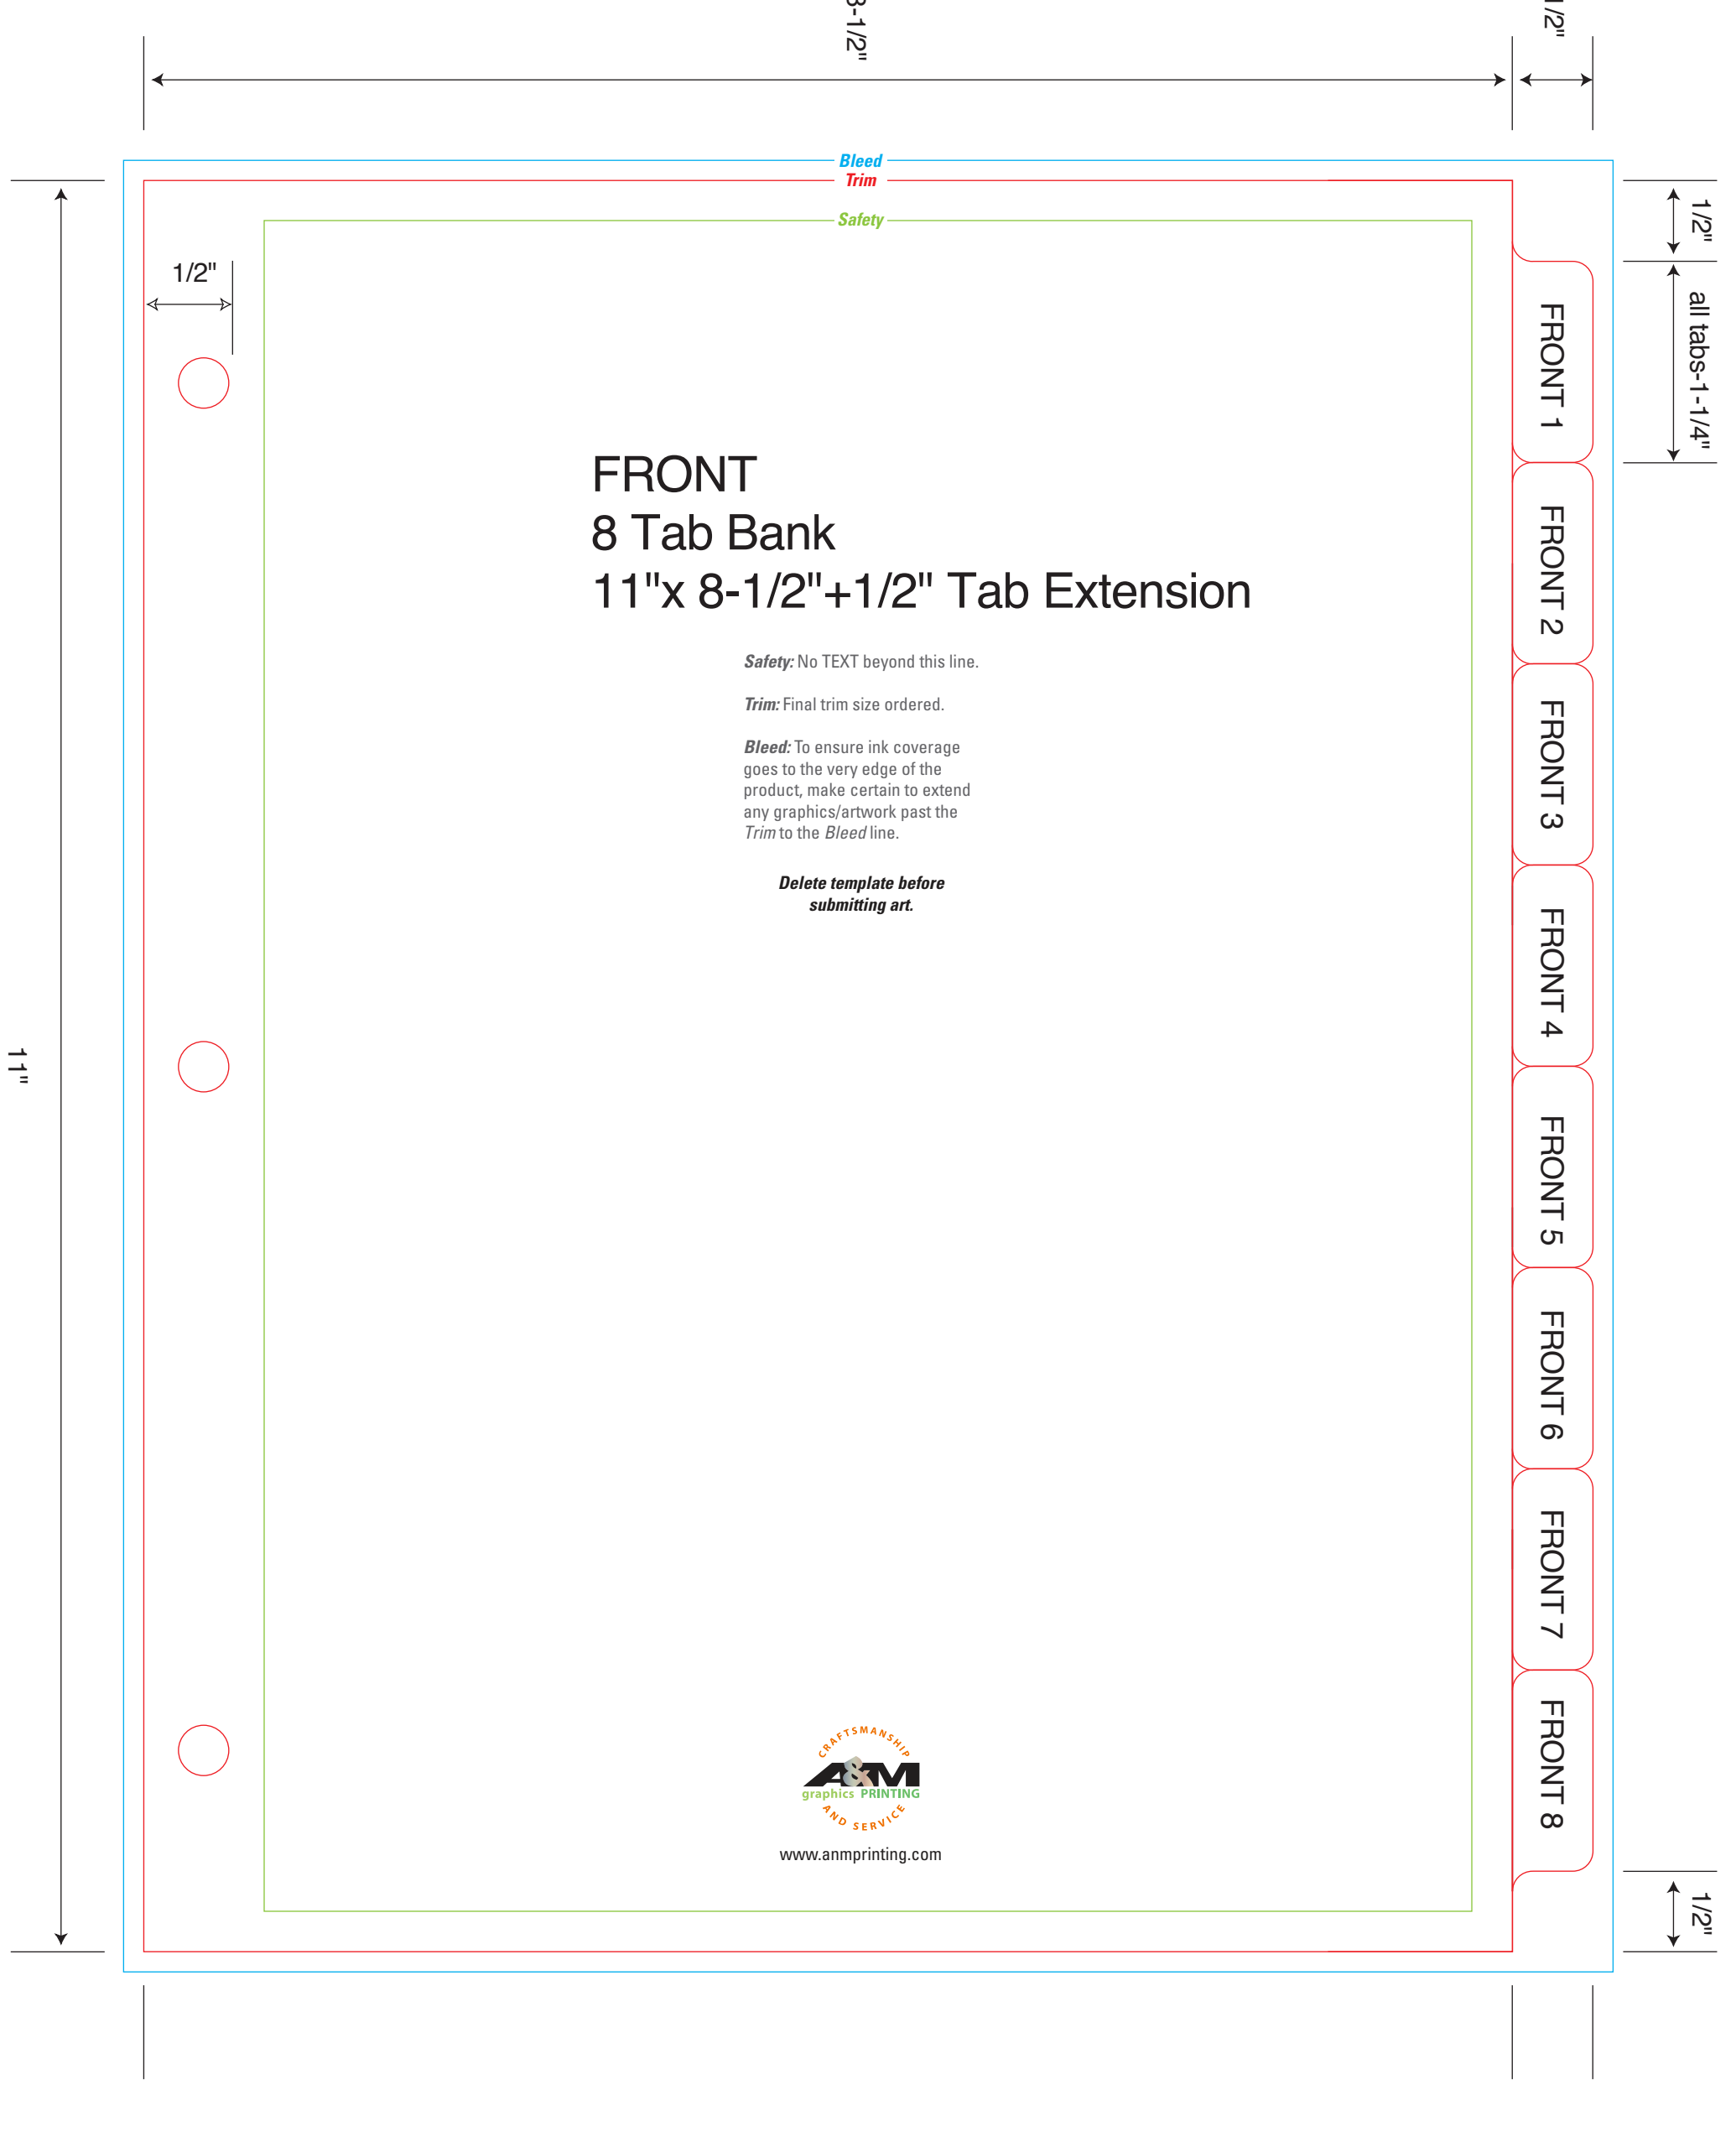 8-1/2"
1/2"
Bleed
Trim
Safety
1/2"
1/2"
all tabs-1-1/4"
FRONT 1
FRONT 2
FRONT 3
FRONT 4
FRONT 5
FRONT 6
FRONT 7
FRONT 8
FRONT
8 Tab Bank
11"x 8-1/2"+1/2" Tab Extension
Safety: No TEXT beyond this line.
Trim: Final trim size ordered.
Bleed: To ensure ink coverage
goes to the very edge of the
product, make certain to extend
any graphics/artwork past the
Trim to the Bleed line.
Delete template before
submitting art.
11"
CRAFTSMANSHIP
A&M
graphics PRINTING
AND SERVICE
www.anmprinting.com
1/2"